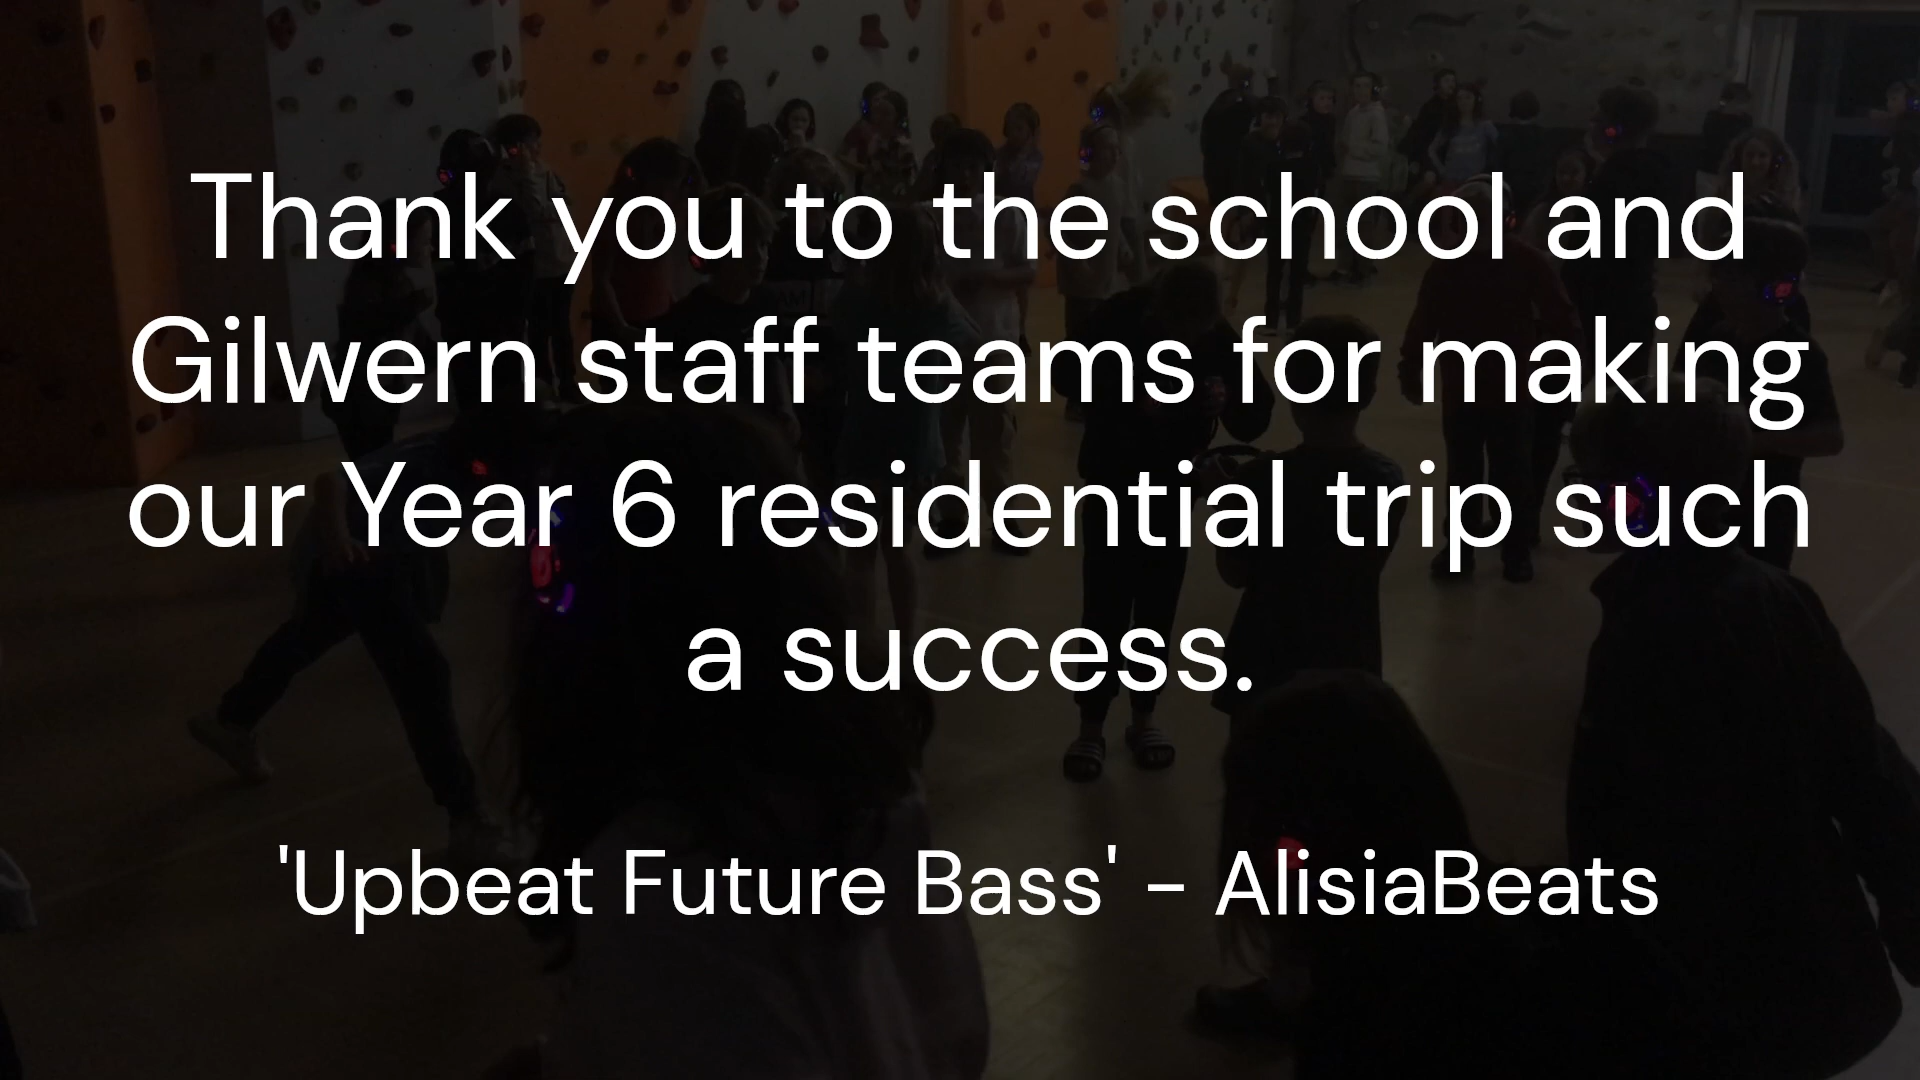 Thank you to the school and
Gilwern staff teams for making
our Year 6 residential trip such
a success.
'Upbeat Future Bass' - AlisiaBeats